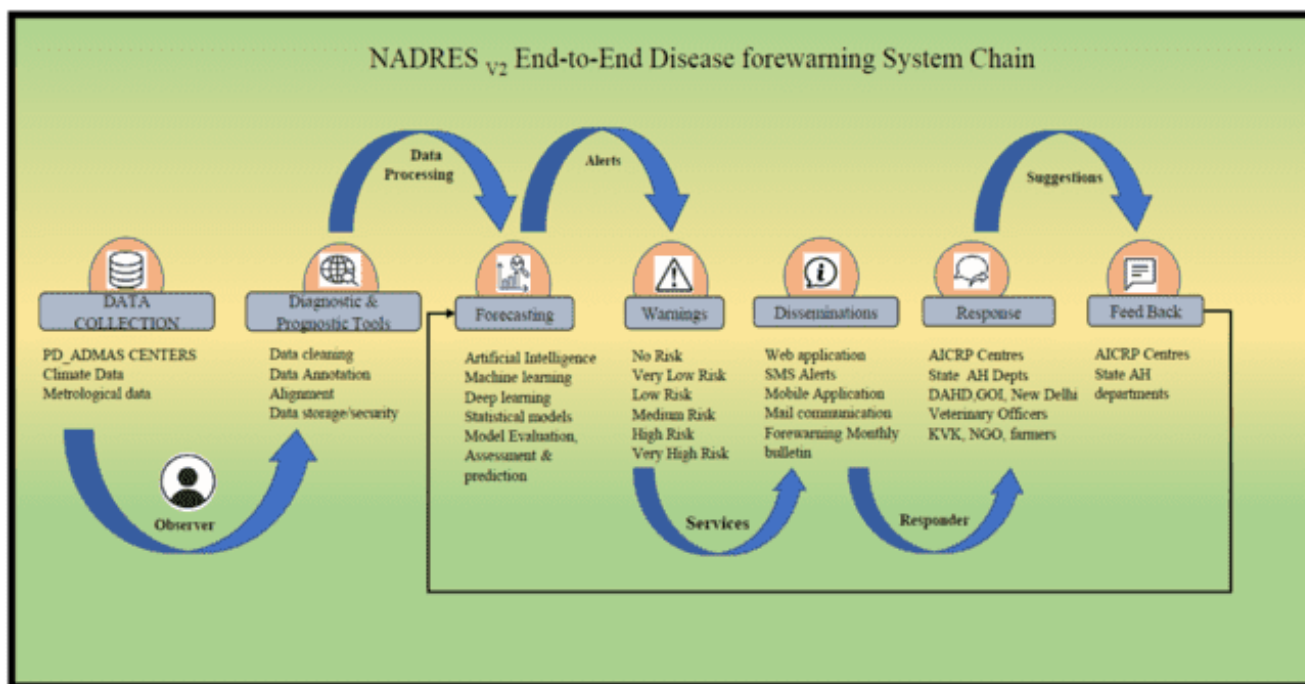 NADRES V2 End-to-End Disease forewarning System Chain
Data
Processing
Alerts
Suggestions
DATA
COLLECTION
Diagnostic &
Prognostic Tools
Forecasting
Warnings
Disseminations
Response
Feed Back
PD_ADMAS CENTERS
Climate Data
Metrological data
Data cleaning
Data Annotation
Alignment
Data storage/security
Artificial Intelligence
Machine learning
Deep learning
Statistical models
Model Evaluation,
Assessment &
prediction
No Risk
Very Low Risk
Low Risk
Medium Risk
High Risk
Very High Risk
Web application
SMS Alerts
Mobile Application
Mail communication
Forewarning Monthly
bulletin
AICRP Centres
State AH Depts
DAHD,GOI, New Delhi
Veterinary Officers
KVK, NGO, farmers
AICRP Centres
State AH
departments
Observer
Services
Responder